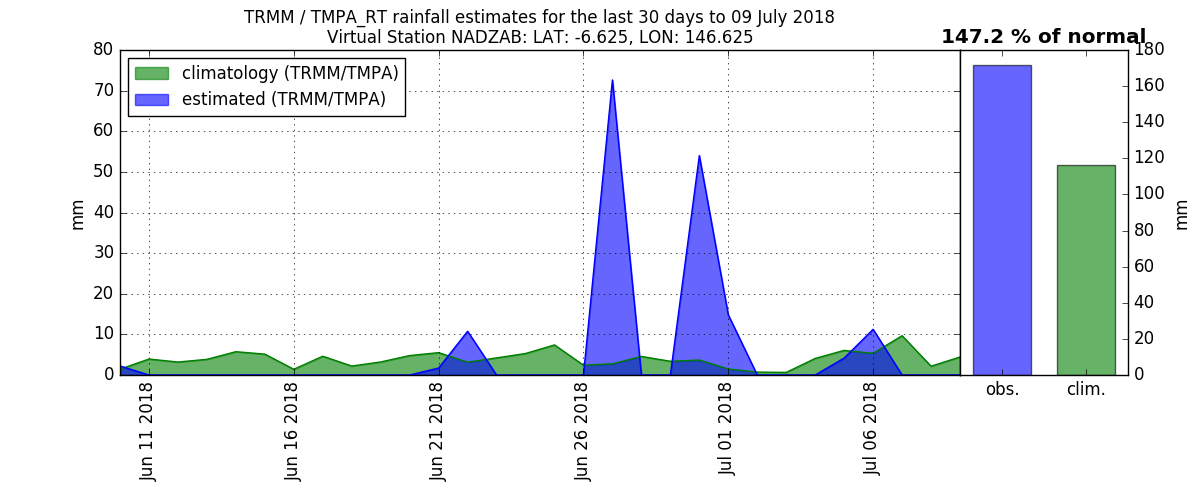 TRMM / TMPA_RT rainfall estimates for the last 30 days to 09 July 2018
Virtual Station NADZAB: LAT: -6.625, LON: 146.625
147.2 % of normal
climatology (TRMM/TMPA)
estimated (TRMM/TMPA)
mm
80
70
60
50
40
30
20
10
0
Jun 11 2018
Jun 16 2018
Jun 21 2018
Jun 26 2018
Jul 01 2018
Jul 06 2018
obs.
clim.
180
160
140
120
100
80
60
40
20
0
mm